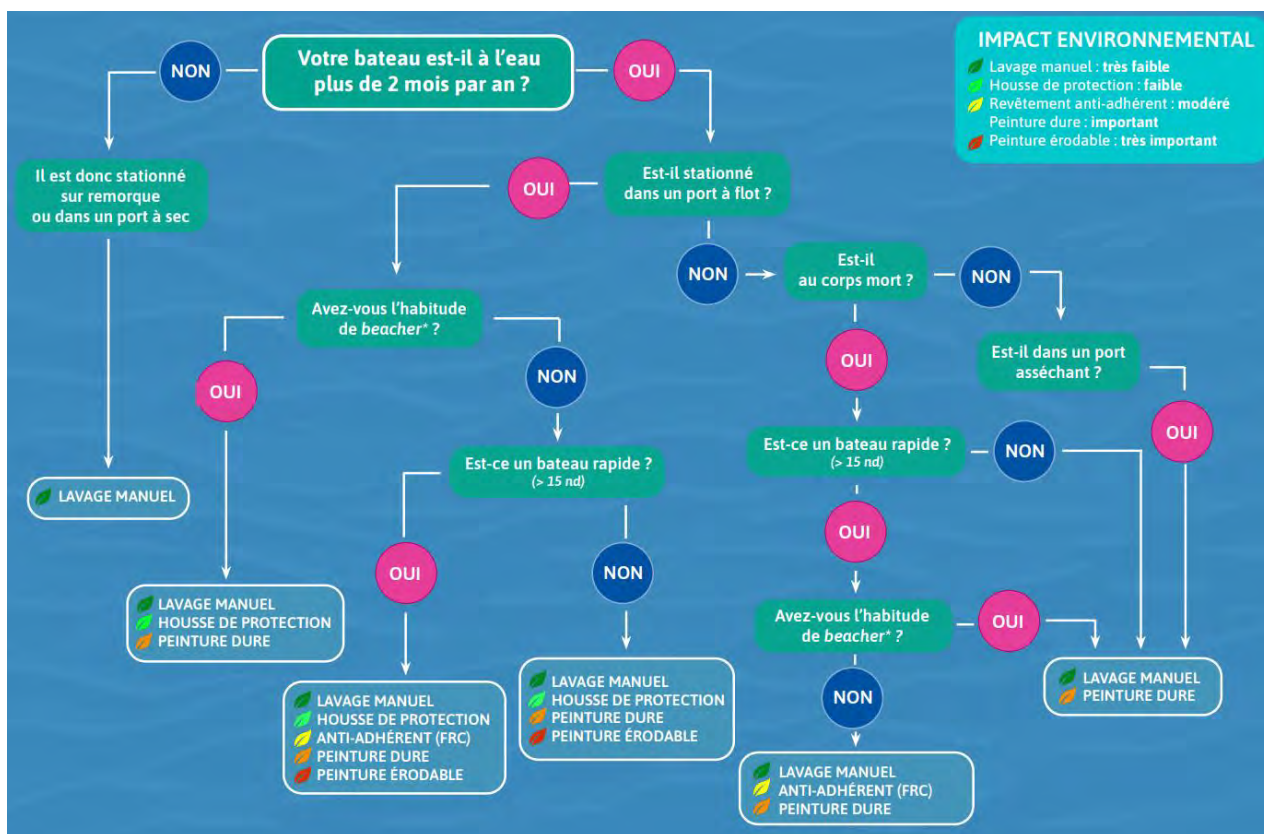 Votre bateau est-il à l'eau
plus de 2 mois par an ?
NON
OUI
IMPACT ENVIRONNEMENTAL
Lavage manuel : très faible
Housse de protection : faible
Revêtement anti-adhérent : modéré
Peinture dure : important
Peinture érodable : très important
Il est donc stationné
sur remorque
ou dans un port à sec
LAVAGE MANUEL
Est-il stationné
dans un port à flot ?
OUI
NON
Avez-vous l'habitude
de beacher* ?
OUI
NON
LAVAGE MANUEL
HOUSSE DE PROTECTION
PEINTURE DURE
Est-ce un bateau rapide ?
(> 15 nd)
OUI
NON
LAVAGE MANUEL
HOUSSE DE PROTECTION
ANTI-ADHÉRENT (FRC)
PEINTURE DURE
PEINTURE ÉRODABLE
LAVAGE MANUEL
HOUSSE DE PROTECTION
PEINTURE DURE
PEINTURE ÉRODABLE
Est-il
au corps mort ?
NON
OUI
Est-il dans un port
asséchant ?
OUI
Est-ce un bateau rapide ?
(> 15 nd)
NON
OUI
Avez-vous l'habitude
de beacher* ?
OUI
NON
LAVAGE MANUEL
PEINTURE DURE
LAVAGE MANUEL
ANTI-ADHÉRENT (FRC)
PEINTURE DURE